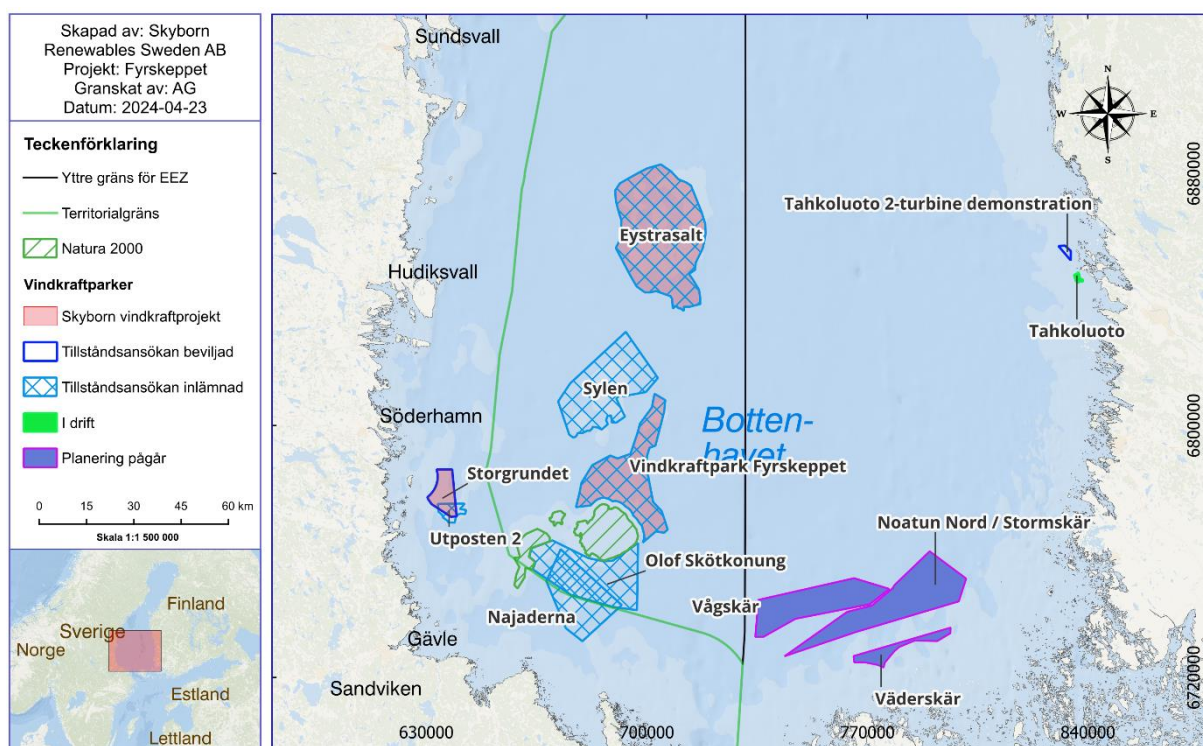 Skapad av: Skyborn
Renewables Sweden AB
Projekt: Fyrskeppet
Granskat av: AG
Datum: 2024-04-23
Teckenförklaring
Yttre gräns för EEZ
Territorialgräns
Natura 2000
Vindkraftparker
Skyborn vindkraftprojekt
Tillståndsansökan beviljad
Tillståndsansökan inlämnad
I drift
Planering pågår
0 15 30 60 km
Skala 1:1 500 000
Finland
Sverige
Norge
Estland
Lettland
Sundsvall
N
W E
S
6880000
Tahkoluoto 2-turbine demonstration
Eystrasalt
Hudiksvall
Tahkoluoto
Sylen
Söderhamn
Botten-
havet
6800000
Vindkraftpark Fyrskeppet
Storgrundet
Noatun Nord / Stormskär
Utposten 2
Olof Skötkonung
Vågskär
Najaderna
Gävle
Sandviken
Väderskär
6720000
630000 700000 770000 840000